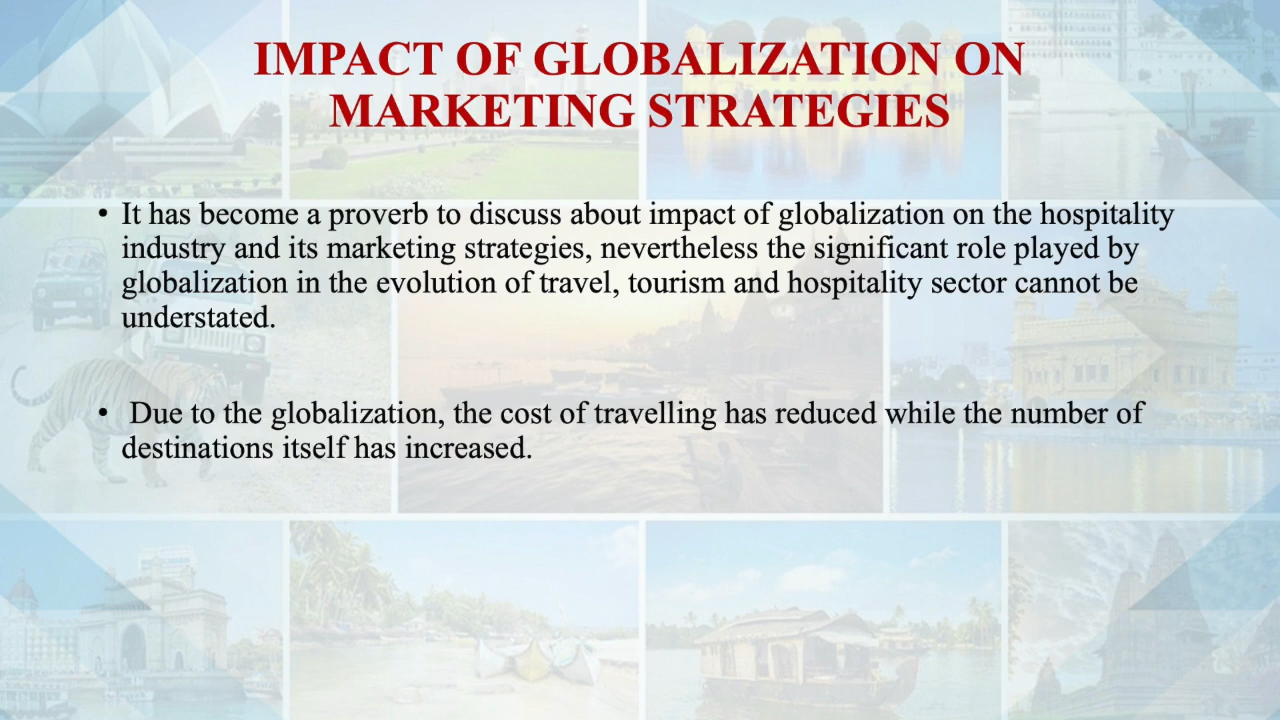 IMPACT OF GLOBALIZATION ON
MARKETING STRATEGIES
• It has become a proverb to discuss about impact of globalization on the hospitality
industry and its marketing strategies, nevertheless the significant role played by
globalization in the evolution of travel, tourism and hospitality sector cannot be
understated.
• Due to the globalization, the cost of travelling has reduced while the number of
destinations itself has increased.